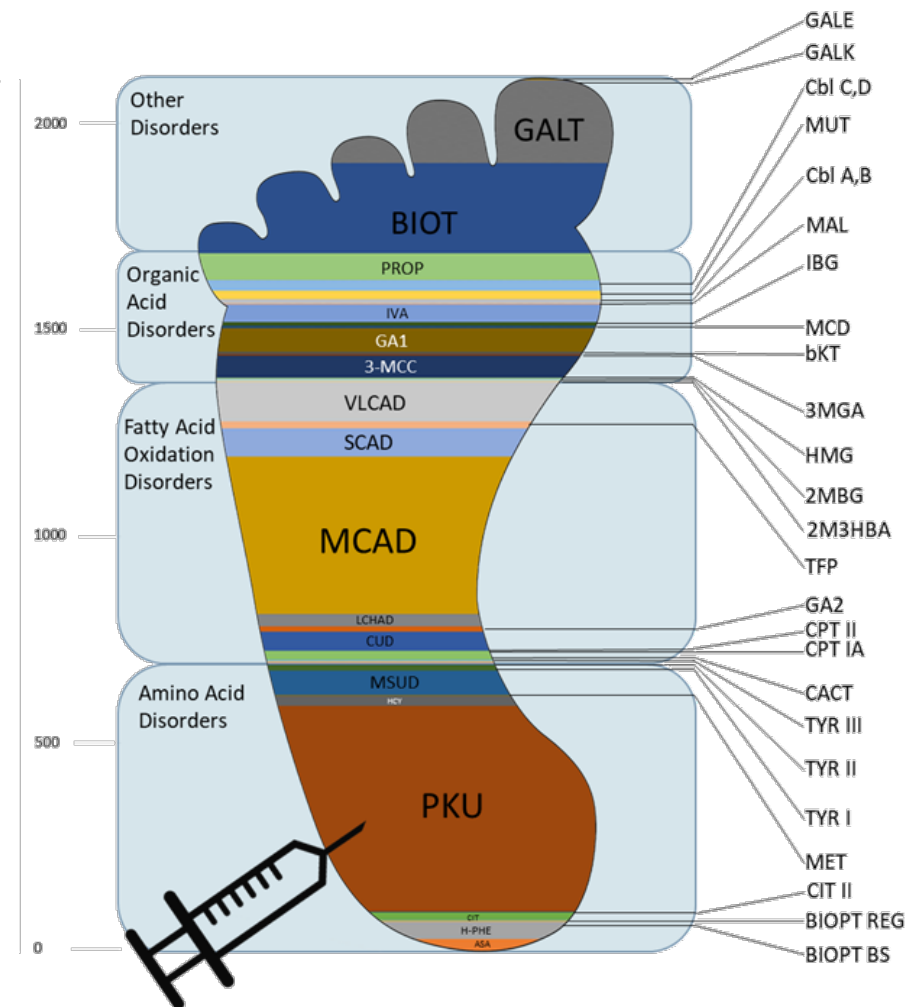 GALE
GALK
Other
Disorders
Cbl C,D
2000
GALT
MUT
Cbl A,B
BIOT
MAL
PROP
IBG
Organic
Acid
Disorders
IVA
1500
MCD
GA1
bKT
3-MCC
VLCAD
3MGA
Fatty Acid
Oxidation
Disorders
SCAD
HMG
2MBG
1000
MCAD
2M3HBA
TFP
GA2
LCHAD
CPT II
CUD
CPT IA
MSUD
Amino Acid
Disorders
CACT
HCY
TYR III
500
TYR II
PKU
TYR I
MET
CIT II
CIT
BIOPT REG
H-PHE
0
ASA
BIOPT BS